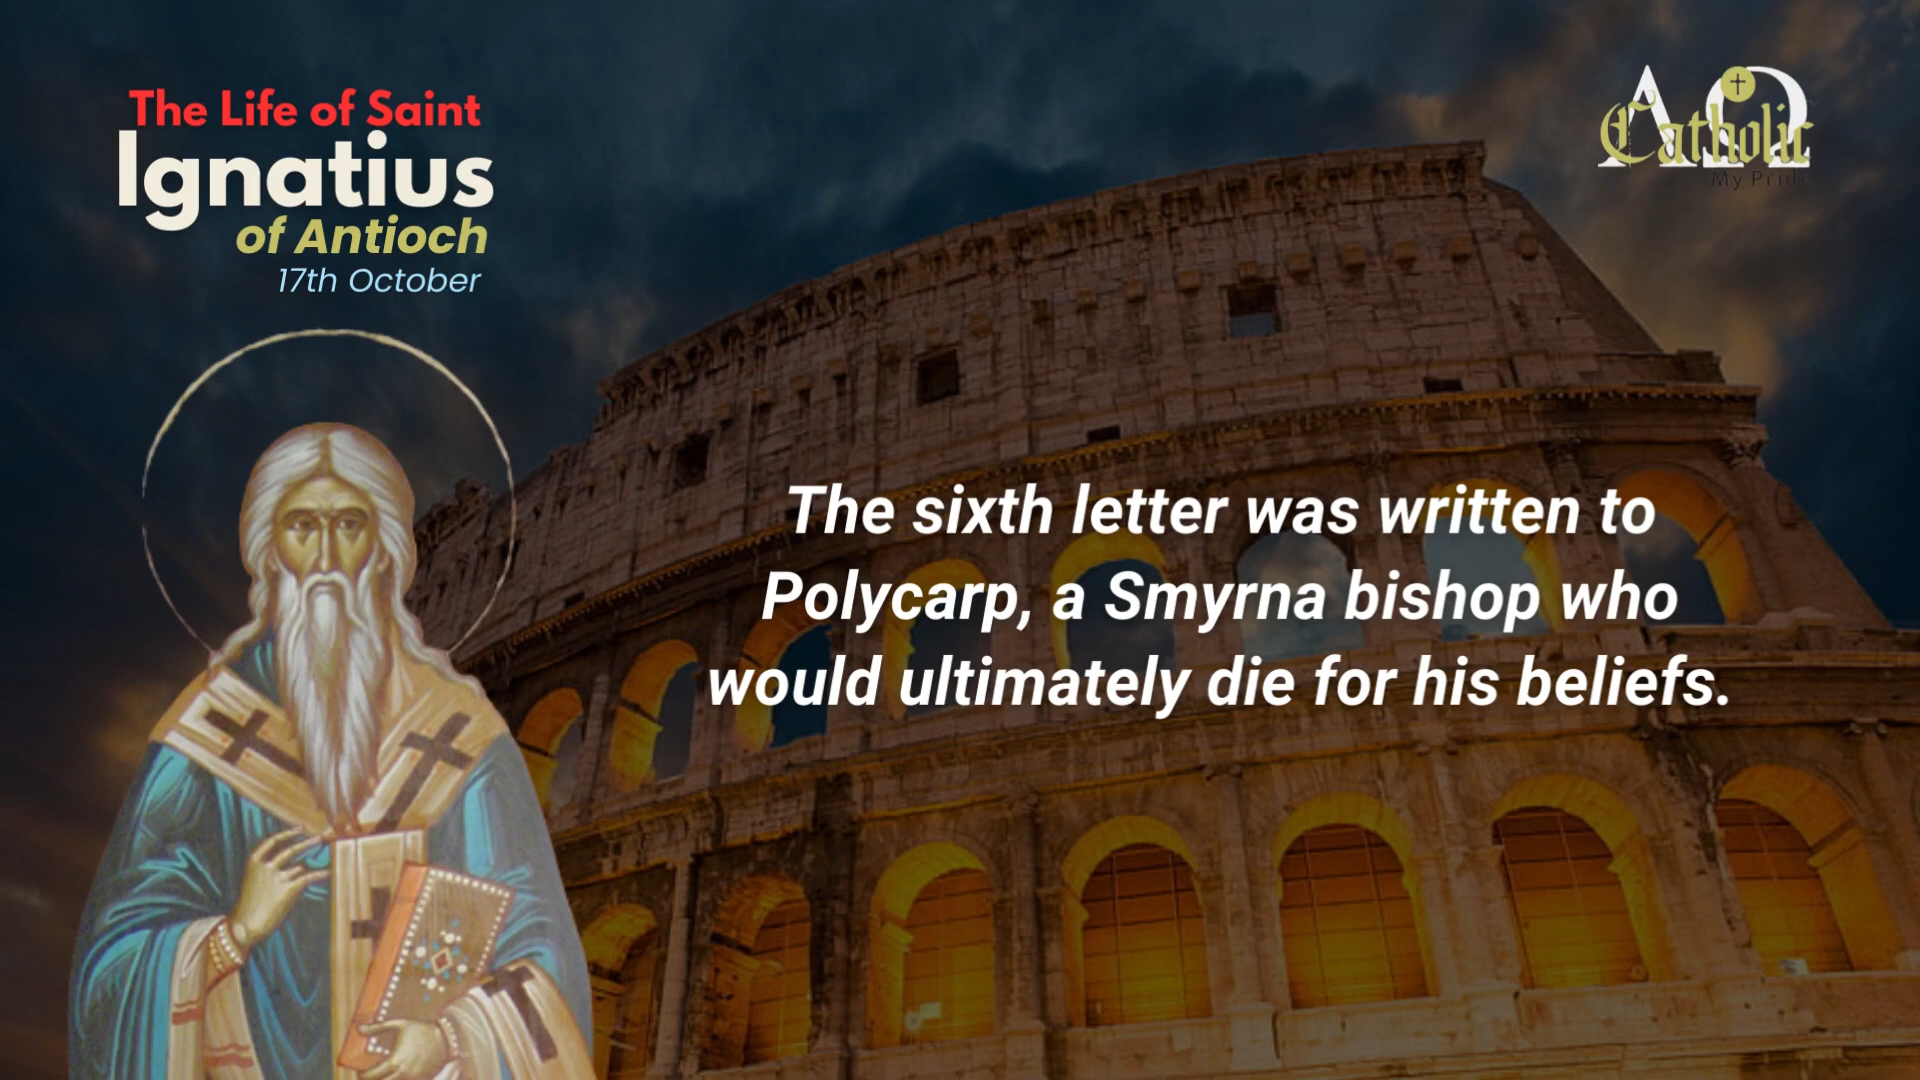 The Life of Saint
Ignatius
of Antioch
17th October
ΑΩ
Catholic
My Pride
The sixth letter was written to
Polycarp, a Smyrna bishop who
would ultimately die for his beliefs.